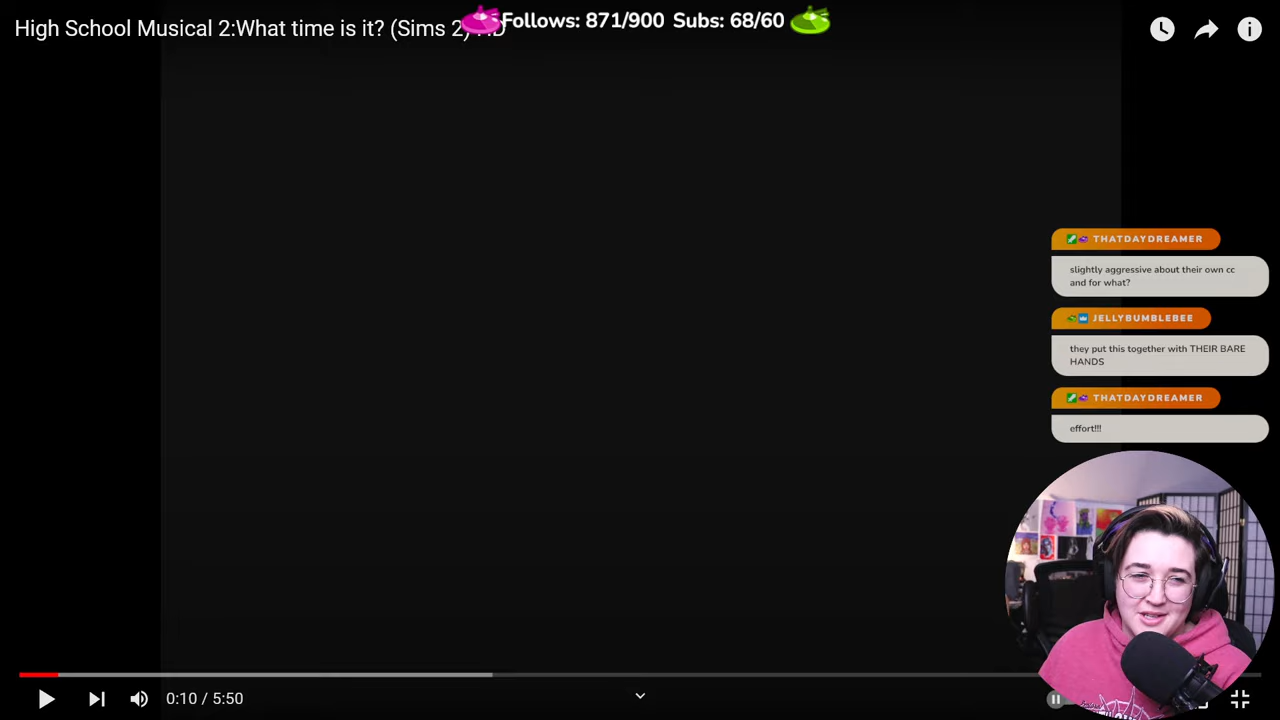 High School Musical 2:What time is it? (Sims 2)
Follows: 871/900 Subs: 68/60
THATDAYDREAMER
slightly aggressive about their own cc
and for what?
JELLYBUMBLEBEE
they put this together with THEIR BARE
HANDS
THATDAYDREAMER
effort!!!
0:10 / 5:50